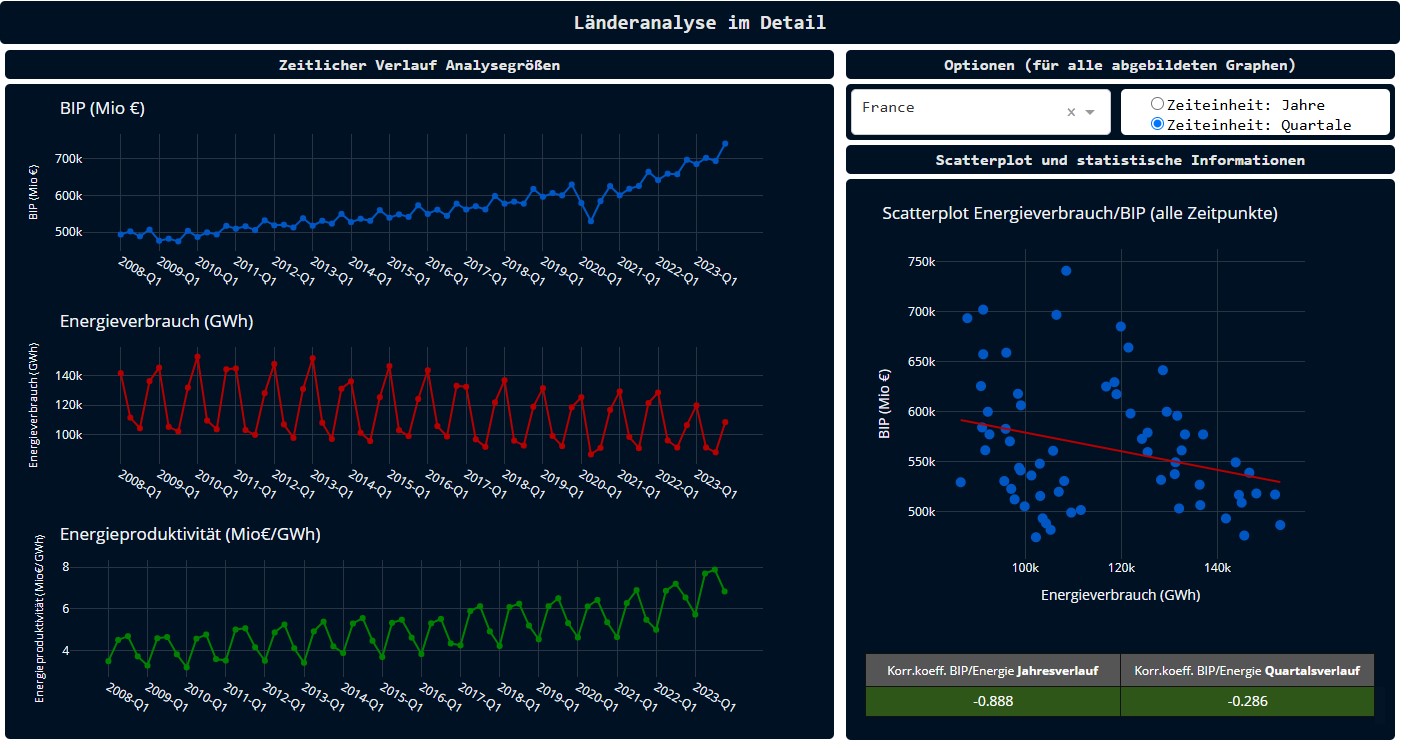 Länderanalyse im Detail
Zeitlicher Verlauf Analysegrößen
BIP (Mio €)
BIP (Mio €)
700k
600k
500k
2008-Q1
2009-Q1
2010-Q1
2011-Q1
2012-Q1
2013-Q1
2014-Q1
2015-Q1
2016-Q1
2017-Q1
2018-Q1
2019-Q1
2020-Q1
2021-Q1
2022-Q1
2023-Q1
Energieverbrauch (GWh)
Energieverbrauch (GWh)
140k
120k
100k
2008-Q1
2009-Q1
2010-Q1
2011-Q1
2012-Q1
2013-Q1
2014-Q1
2015-Q1
2016-Q1
2017-Q1
2018-Q1
2019-Q1
2020-Q1
2021-Q1
2022-Q1
2023-Q1
Energieproduktivität (Mio€/GWh)
Energieproduktivität (Mio€/GWh)
8
6
4
2008-Q1
2009-Q1
2010-Q1
2011-Q1
2012-Q1
2013-Q1
2014-Q1
2015-Q1
2016-Q1
2017-Q1
2018-Q1
2019-Q1
2020-Q1
2021-Q1
2022-Q1
2023-Q1
Optionen (für alle abgebildeten Graphen)
France
x
Zeiteinheit: Jahre
Zeiteinheit: Quartale
Scatterplot und statistische Informationen
Scatterplot Energieverbrauch/BIP (alle Zeitpunkte)
BIP (Mio €)
750k
700k
650k
600k
550k
500k
100k 120k 140k
Energieverbrauch (GWh)
Korr.koeff. BIP/Energie Jahresverlauf Korr.koeff. BIP/Energie Quartalsverlauf
-0.888 -0.286